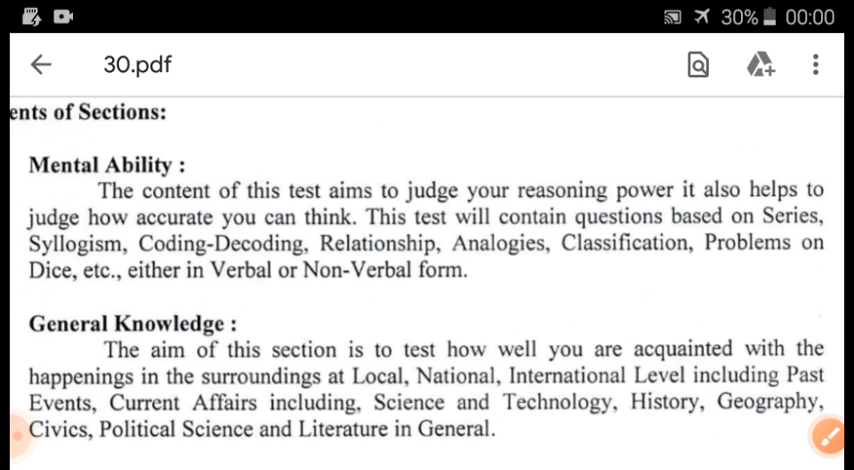 30% 00:00
30.pdf
ents of Sections:
Mental Ability :
The content of this test aims to judge your reasoning power it also helps to
judge how accurate you can think. This test will contain questions based on Series,
Syllogism, Coding-Decoding, Relationship, Analogies, Classification, Problems on
Dice, etc., either in Verbal or Non-Verbal form.
General Knowledge :
The aim of this section is to test how well you are acquainted with the
happenings in the surroundings at Local, National, International Level including Past
Events, Current Affairs including, Science and Technology, History, Geography,
Civics, Political Science and Literature in General.